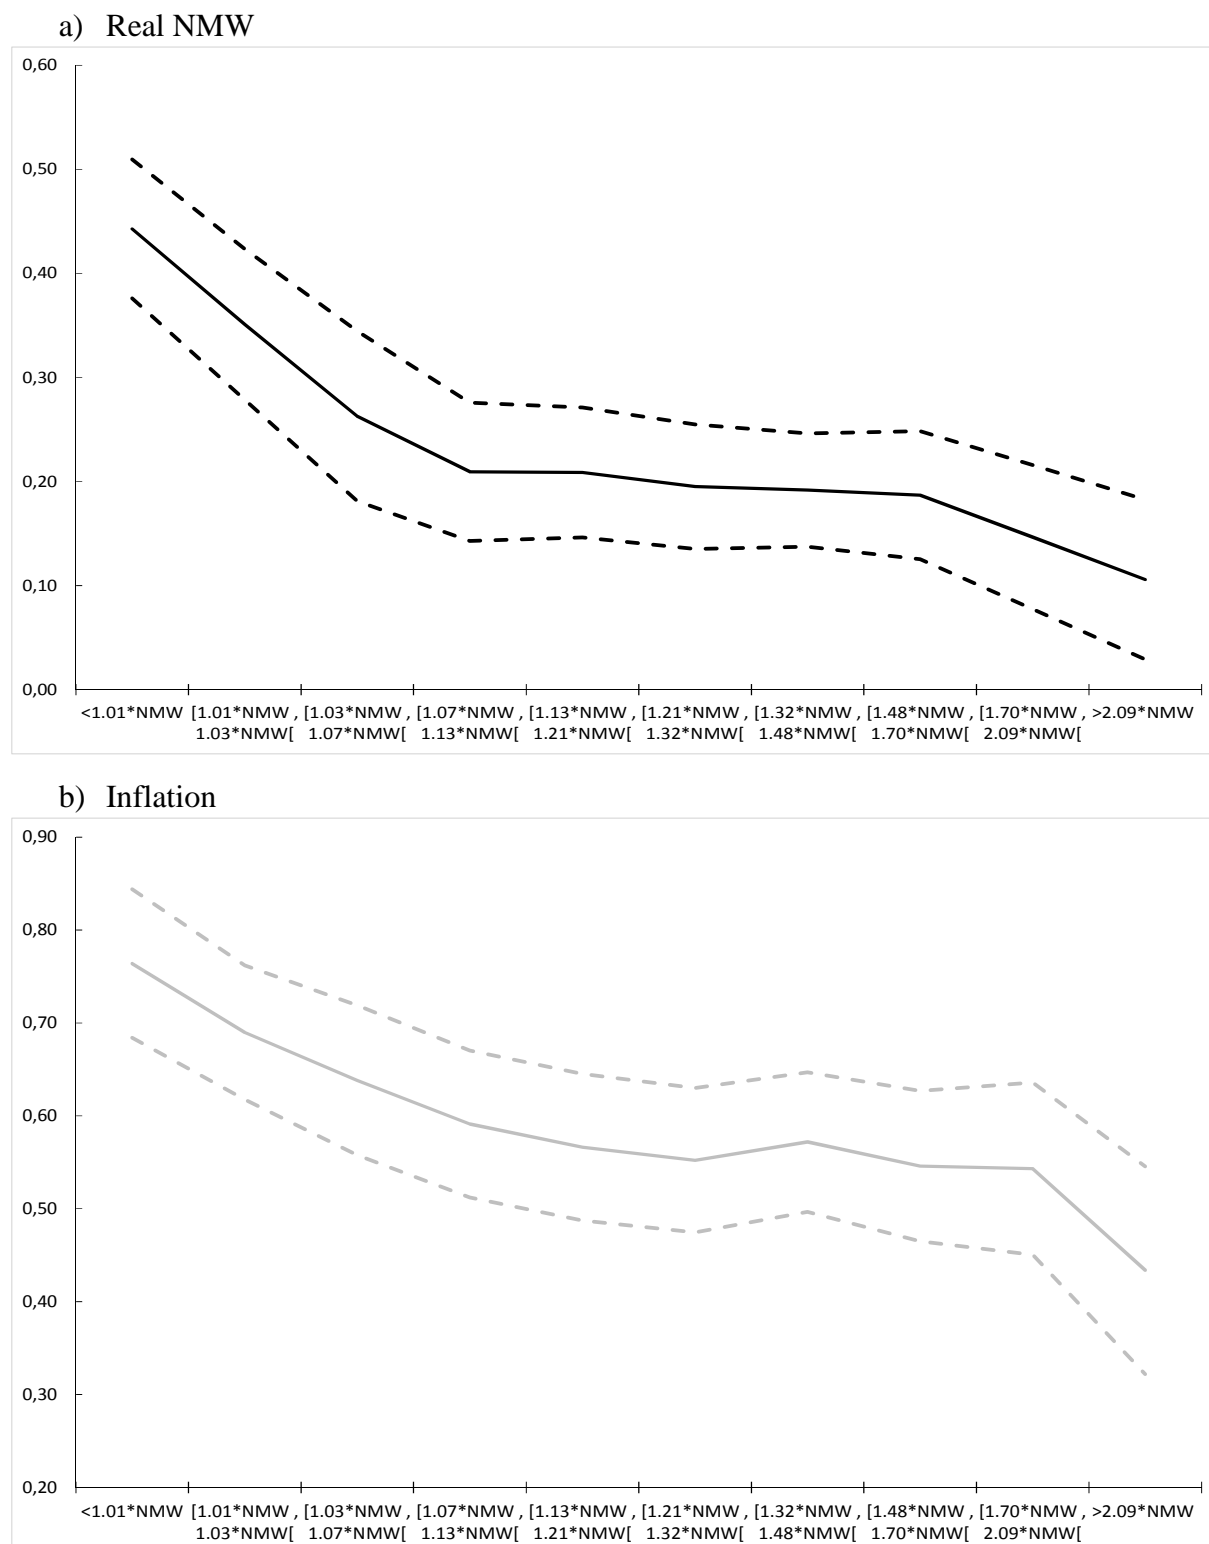 a) Real NMW
0,60
0,50
0,40
0,30
0,20
0,10
0,00
<1.01*NMW [1.01*NMW , [1.03*NMW , [1.07*NMW , [1.13*NMW , [1.21*NMW , [1.32*NMW , [1.48*NMW , [1.70*NMW , >2.09*NMW
1.03*NMW[ 1.07*NMW[ 1.13*NMW[ 1.21*NMW[ 1.32*NMW[ 1.48*NMW[ 1.70*NMW[ 2.09*NMW[
b) Inflation
0,90
0,80
0,70
0,60
0,50
0,40
0,30
0,20
<1.01*NMW [1.01*NMW , [1.03*NMW , [1.07*NMW , [1.13*NMW , [1.21*NMW , [1.32*NMW , [1.48*NMW , [1.70*NMW , >2.09*NMW
1.03*NMW[ 1.07*NMW[ 1.13*NMW[ 1.21*NMW[ 1.32*NMW[ 1.48*NMW[ 1.70*NMW[ 2.09*NMW[